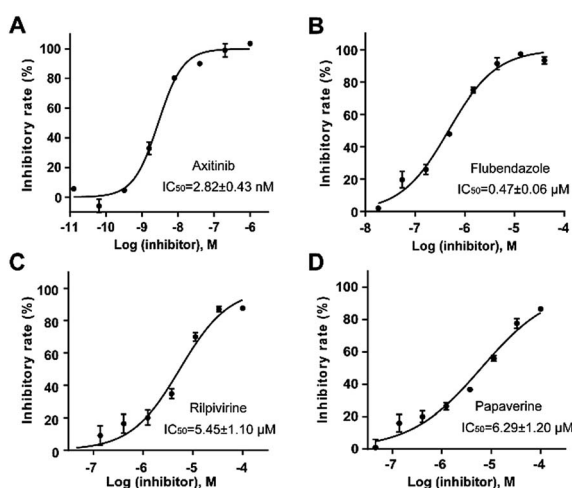 A
Inhibitory rate (%)
100
80
60
40
20
0
Axitinib
IC50=2.82±0.43 nM
-11 -10 -9 -8 -7 -6 -5
Log (inhibitor), M
B
Inhibitory rate (%)
100
80
60
40
20
0
Flubendazole
IC50=0.47±0.06 µM
-8 -7 -6 -5 -4
Log (inhibitor), M
C
Inhibitory rate (%)
100
80
60
40
20
0
Rilpivirine
IC50=5.45±1.10 µM
-7 -6 -5 -4
Log (inhibitor), M
D
Inhibitory rate (%)
100
80
60
40
20
0
Papaverine
IC50=6.29±1.20 µM
-7 -6 -5 -4
Log (inhibitor), M